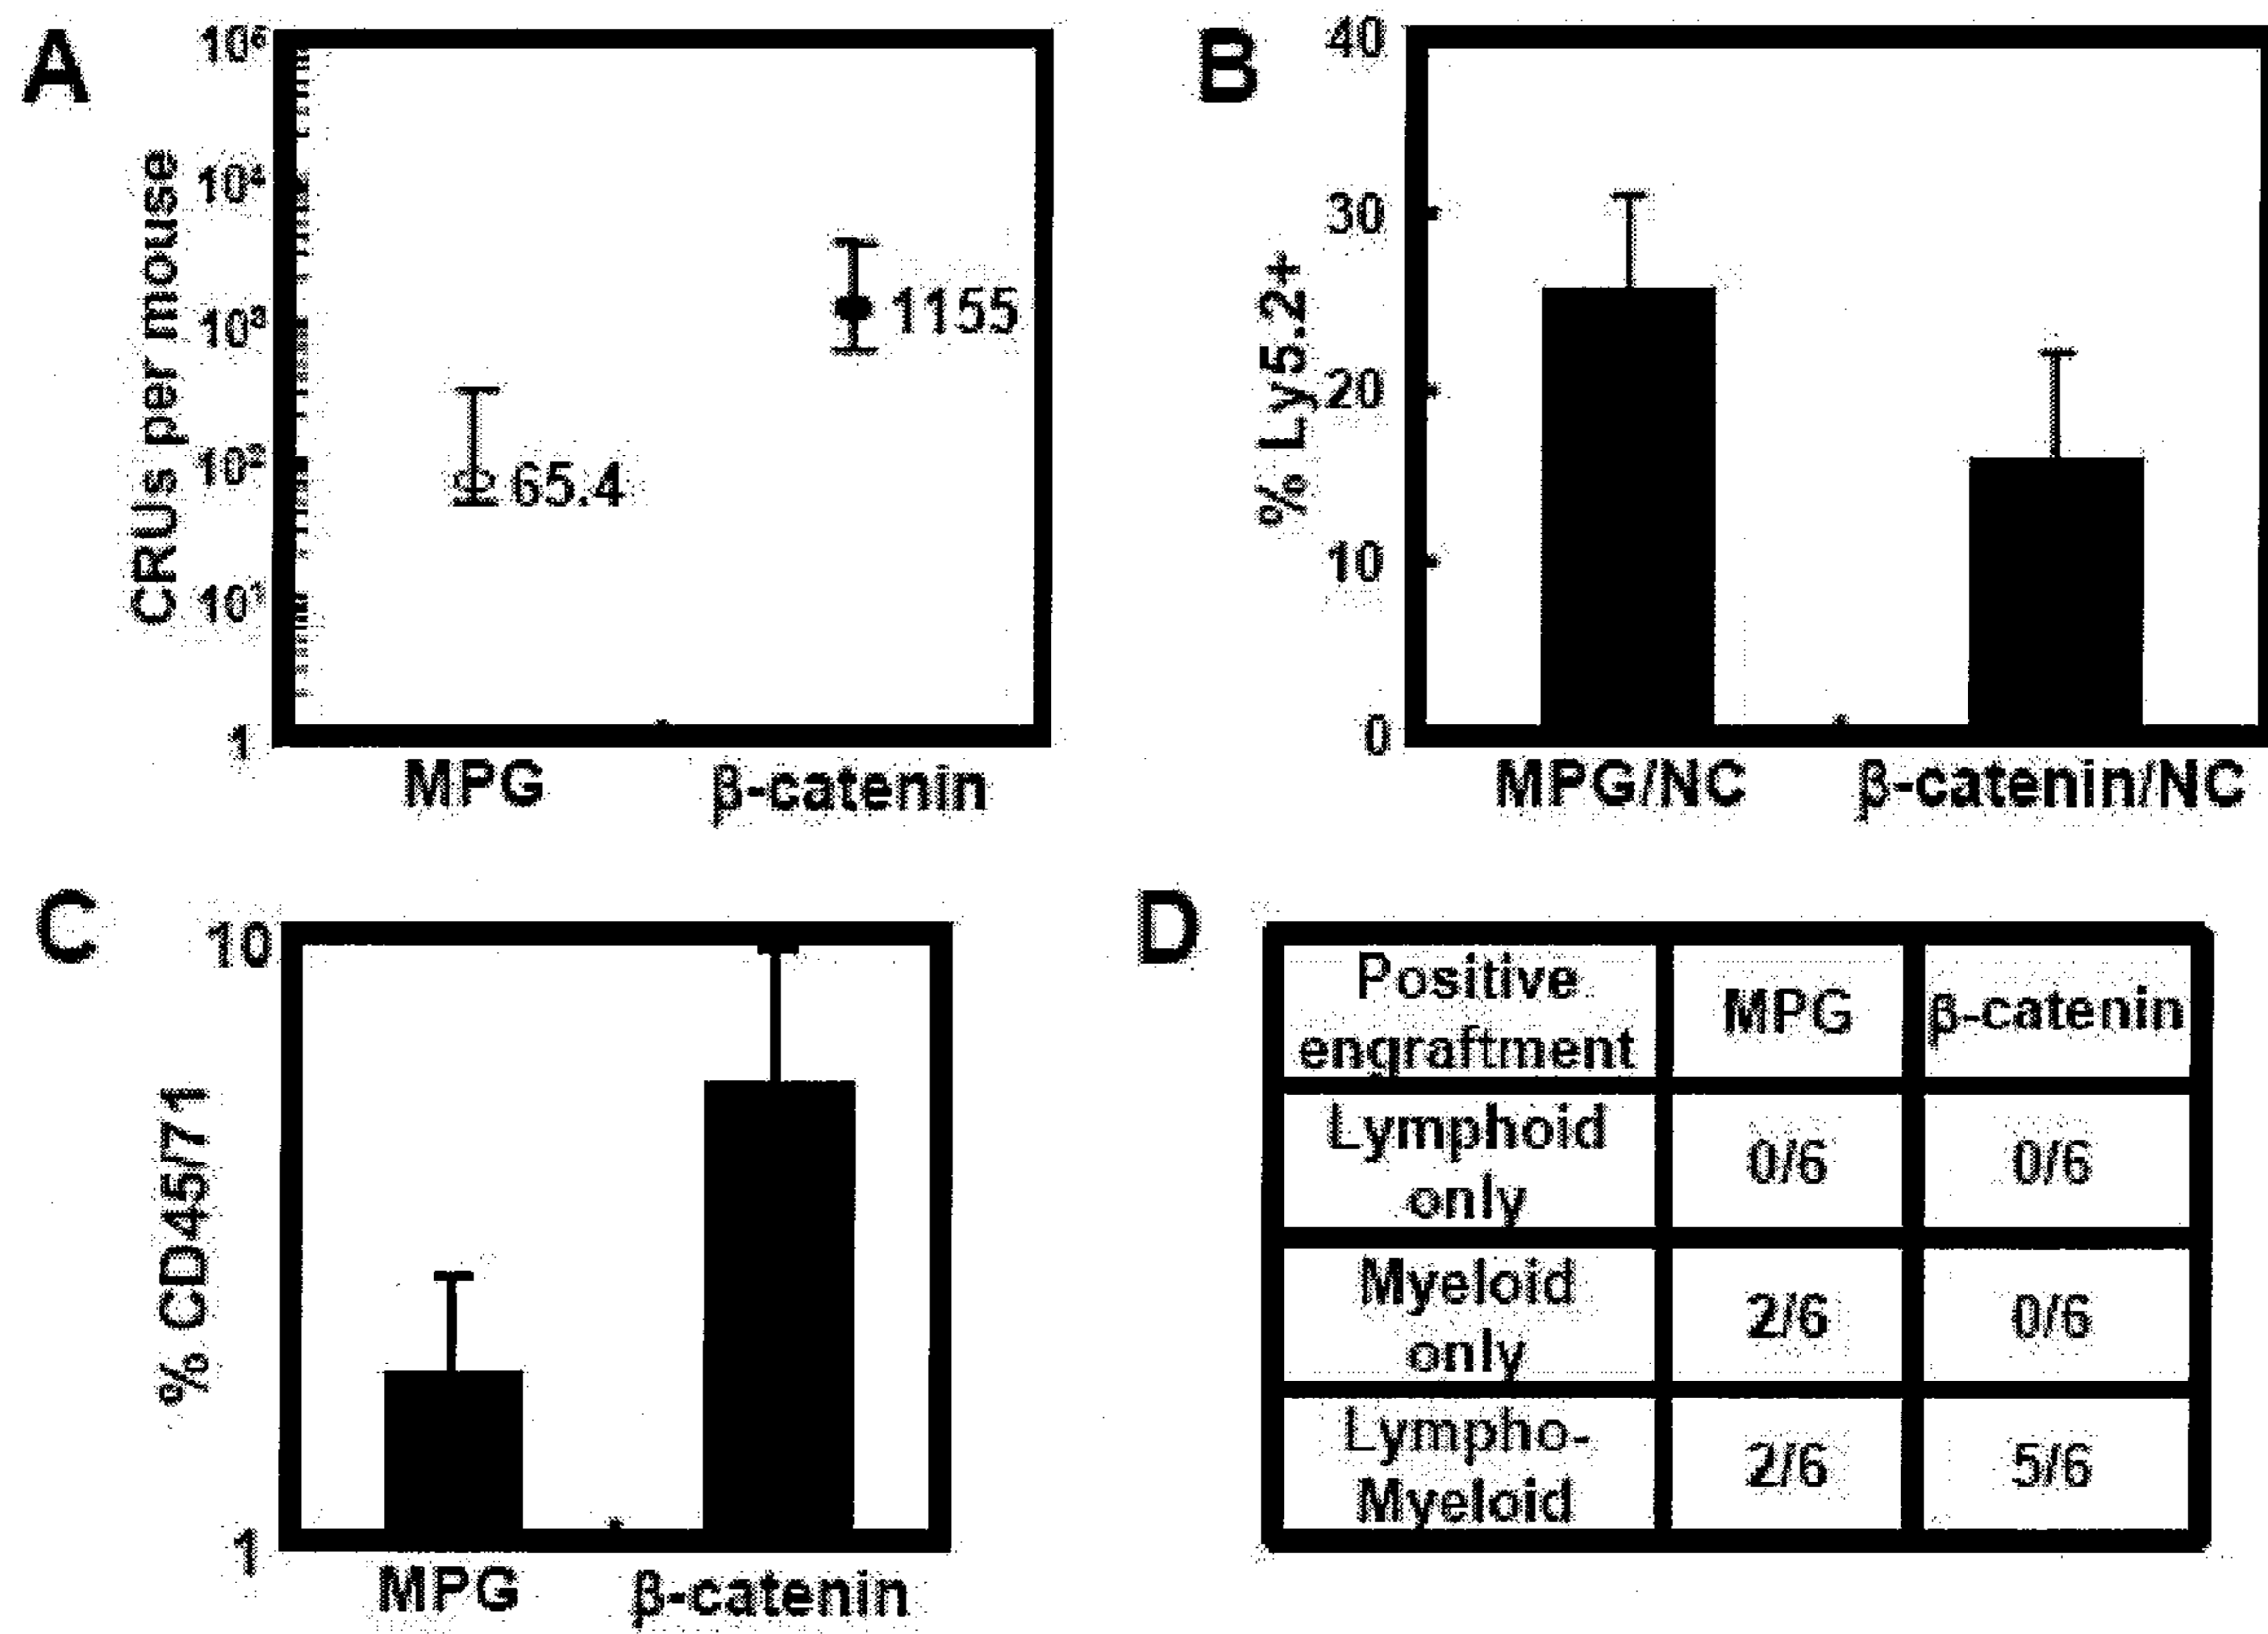 A
10⁵
10⁴
10³
10²
10¹
1
CRUs per mouse
65.4
1155
MPG
β-catenin
B
40
30
20
10
0
% Ly5.2+
MPG/NC
β-catenin/NC
C
10
1
% CD45/71
MPG
β-catenin
D
Positive
engraftment
MPG
β-catenin
Lymphoid
only
0/6
0/6
Myeloid
only
2/6
0/6
Lympho-
Myeloid
2/6
5/6